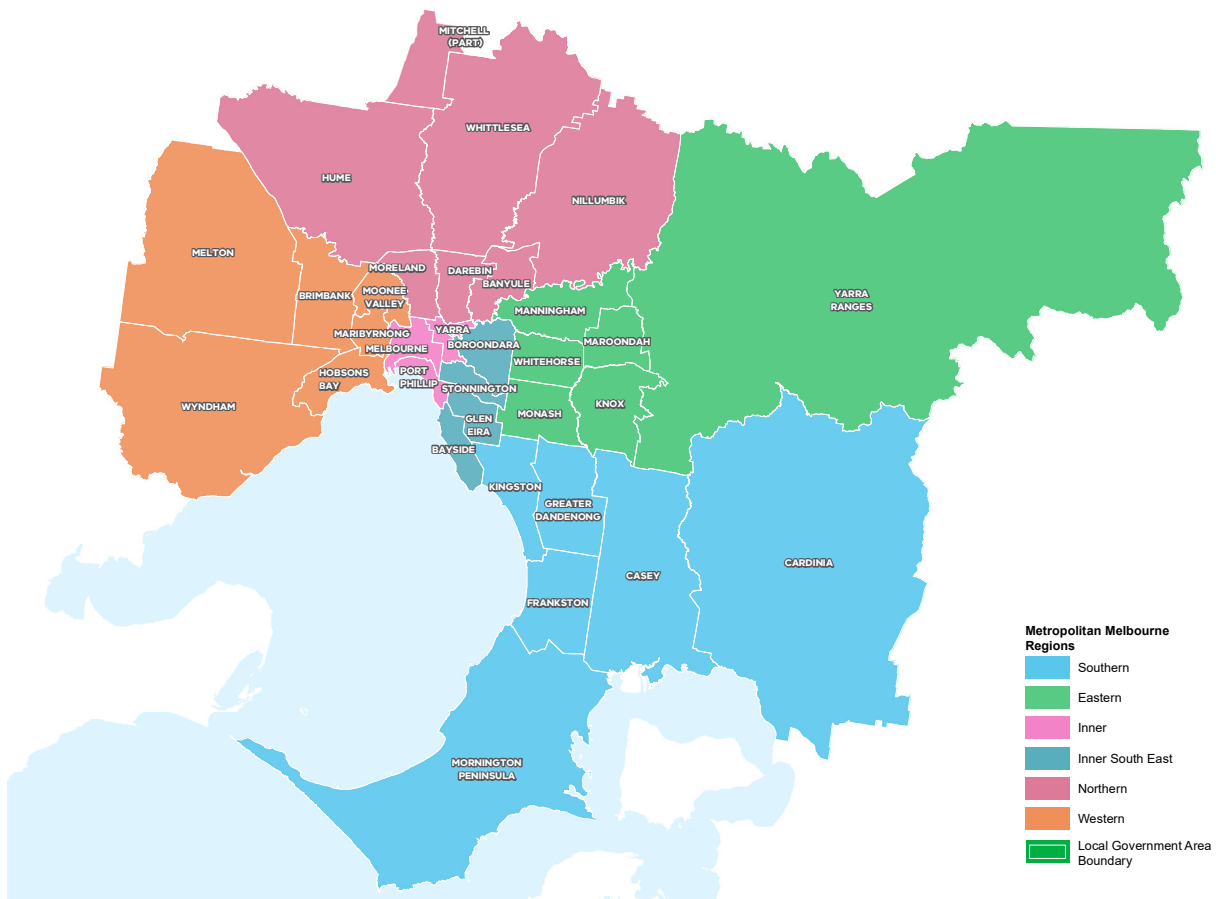 MITCHELL
(PART)
WHITTLESEA
HUME
NILLUMBIK
MELTON
MORELAND
DAREBIN
BANYULE
BRIMBANK
MOONEE
VALLEY
YARRA
RANGES
MANNINGHAM
MARIBYRNONG
YARRA
MAROONDAH
MELBOURNE
BOROONDARA
WHITEHORSE
HOBSONS
BAY
PORT
PHILLIP
STONNINGTON
WYNDHAM
KNOX
MONASH
GLEN
EIRA
BAYSIDE
KINGSTON
GREATER
DANDENONG
CARDINIA
CASEY
FRANKSTON
MORNINGTON
PENINSULA
Metropolitan Melbourne
Regions
Southern
Eastern
Inner
Inner South East
Northern
Western
Local Government Area
Boundary